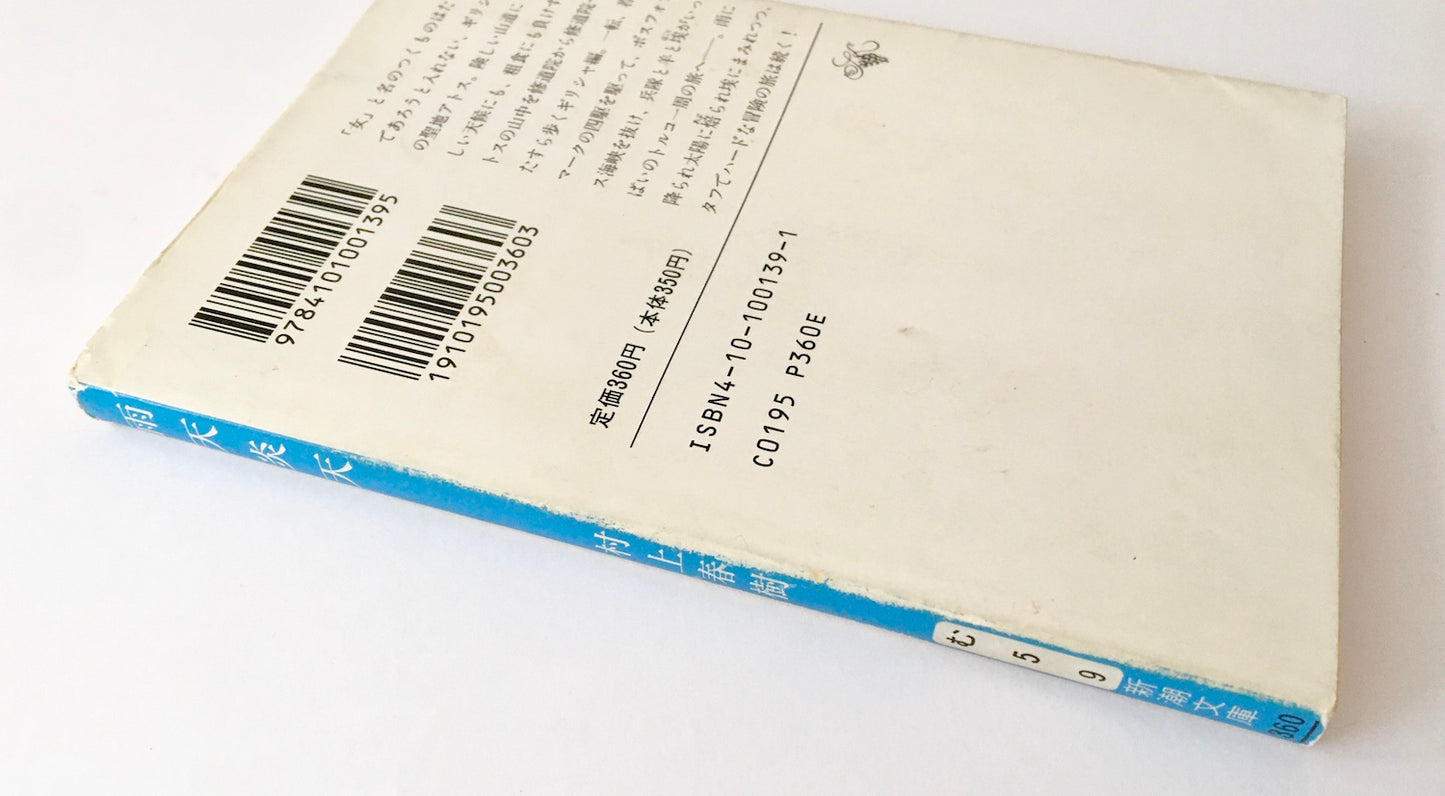 「女」と名のつくものはた
てあろうと入れない、ギリシ
の聖地アトス。険しい山道に
しい天候にも、粗食にも負けず
トスの山中を修道院から修道院へ
たすら歩くギリシャ編。一転、若
マークの四駆を駆って、ボスフォラ
ス海峡を抜け、兵隊と羊と埃がいっ
ぱいのトルコ一周の旅へ——。雨に
降られ太陽に焙られ埃にまみれつつ、
タフでハードな冒険の旅は続く!
9784101001395
1910195003603
定価360円(本体350円)
ISBN4-10-100139-1
C0195 P360E
雨天炎天
村上春樹
む 5 9
新潮文庫
360